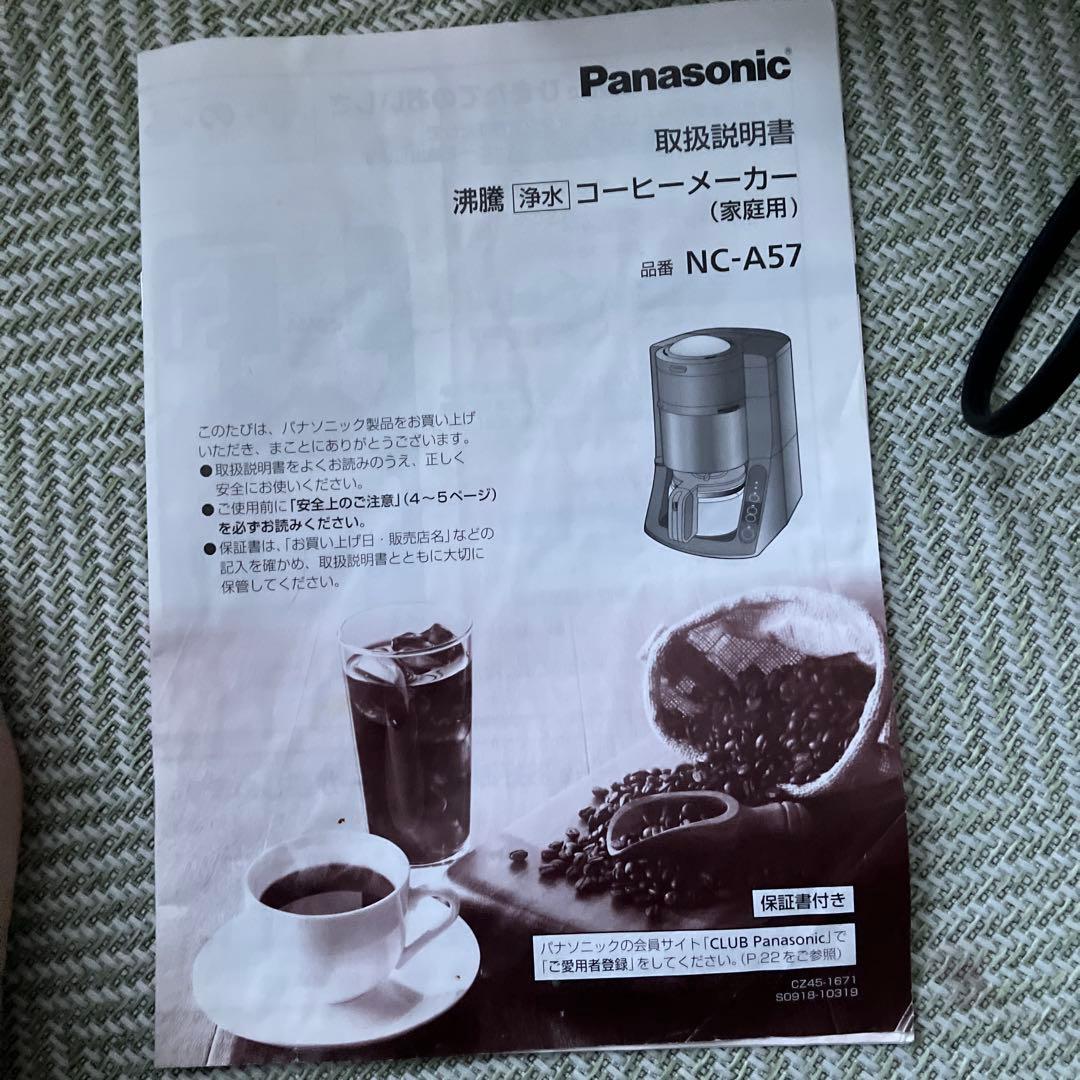 Panasonic®
取扱説明書
沸騰 浄水 コーヒーメーカー
(家庭用)
品番 NC-A57
このたびは、パナソニック製品をお買い上げ
いただき、まことにありがとうございます。
●取扱説明書をよくお読みのうえ、正しく
安全にお使いください。
●ご使用前に「安全上のご注意」(4～5ページ)
を必ずお読みください。
●保証書は、「お買い上げ日・販売店名」などの
記入を確かめ、取扱説明書とともに大切に
保管してください。
保証書付き
パナソニックの会員サイト「CLUB Panasonic」で
「ご愛用者登録」をしてください。(P.22をご参照)
CZ45-1671
S0918-10319